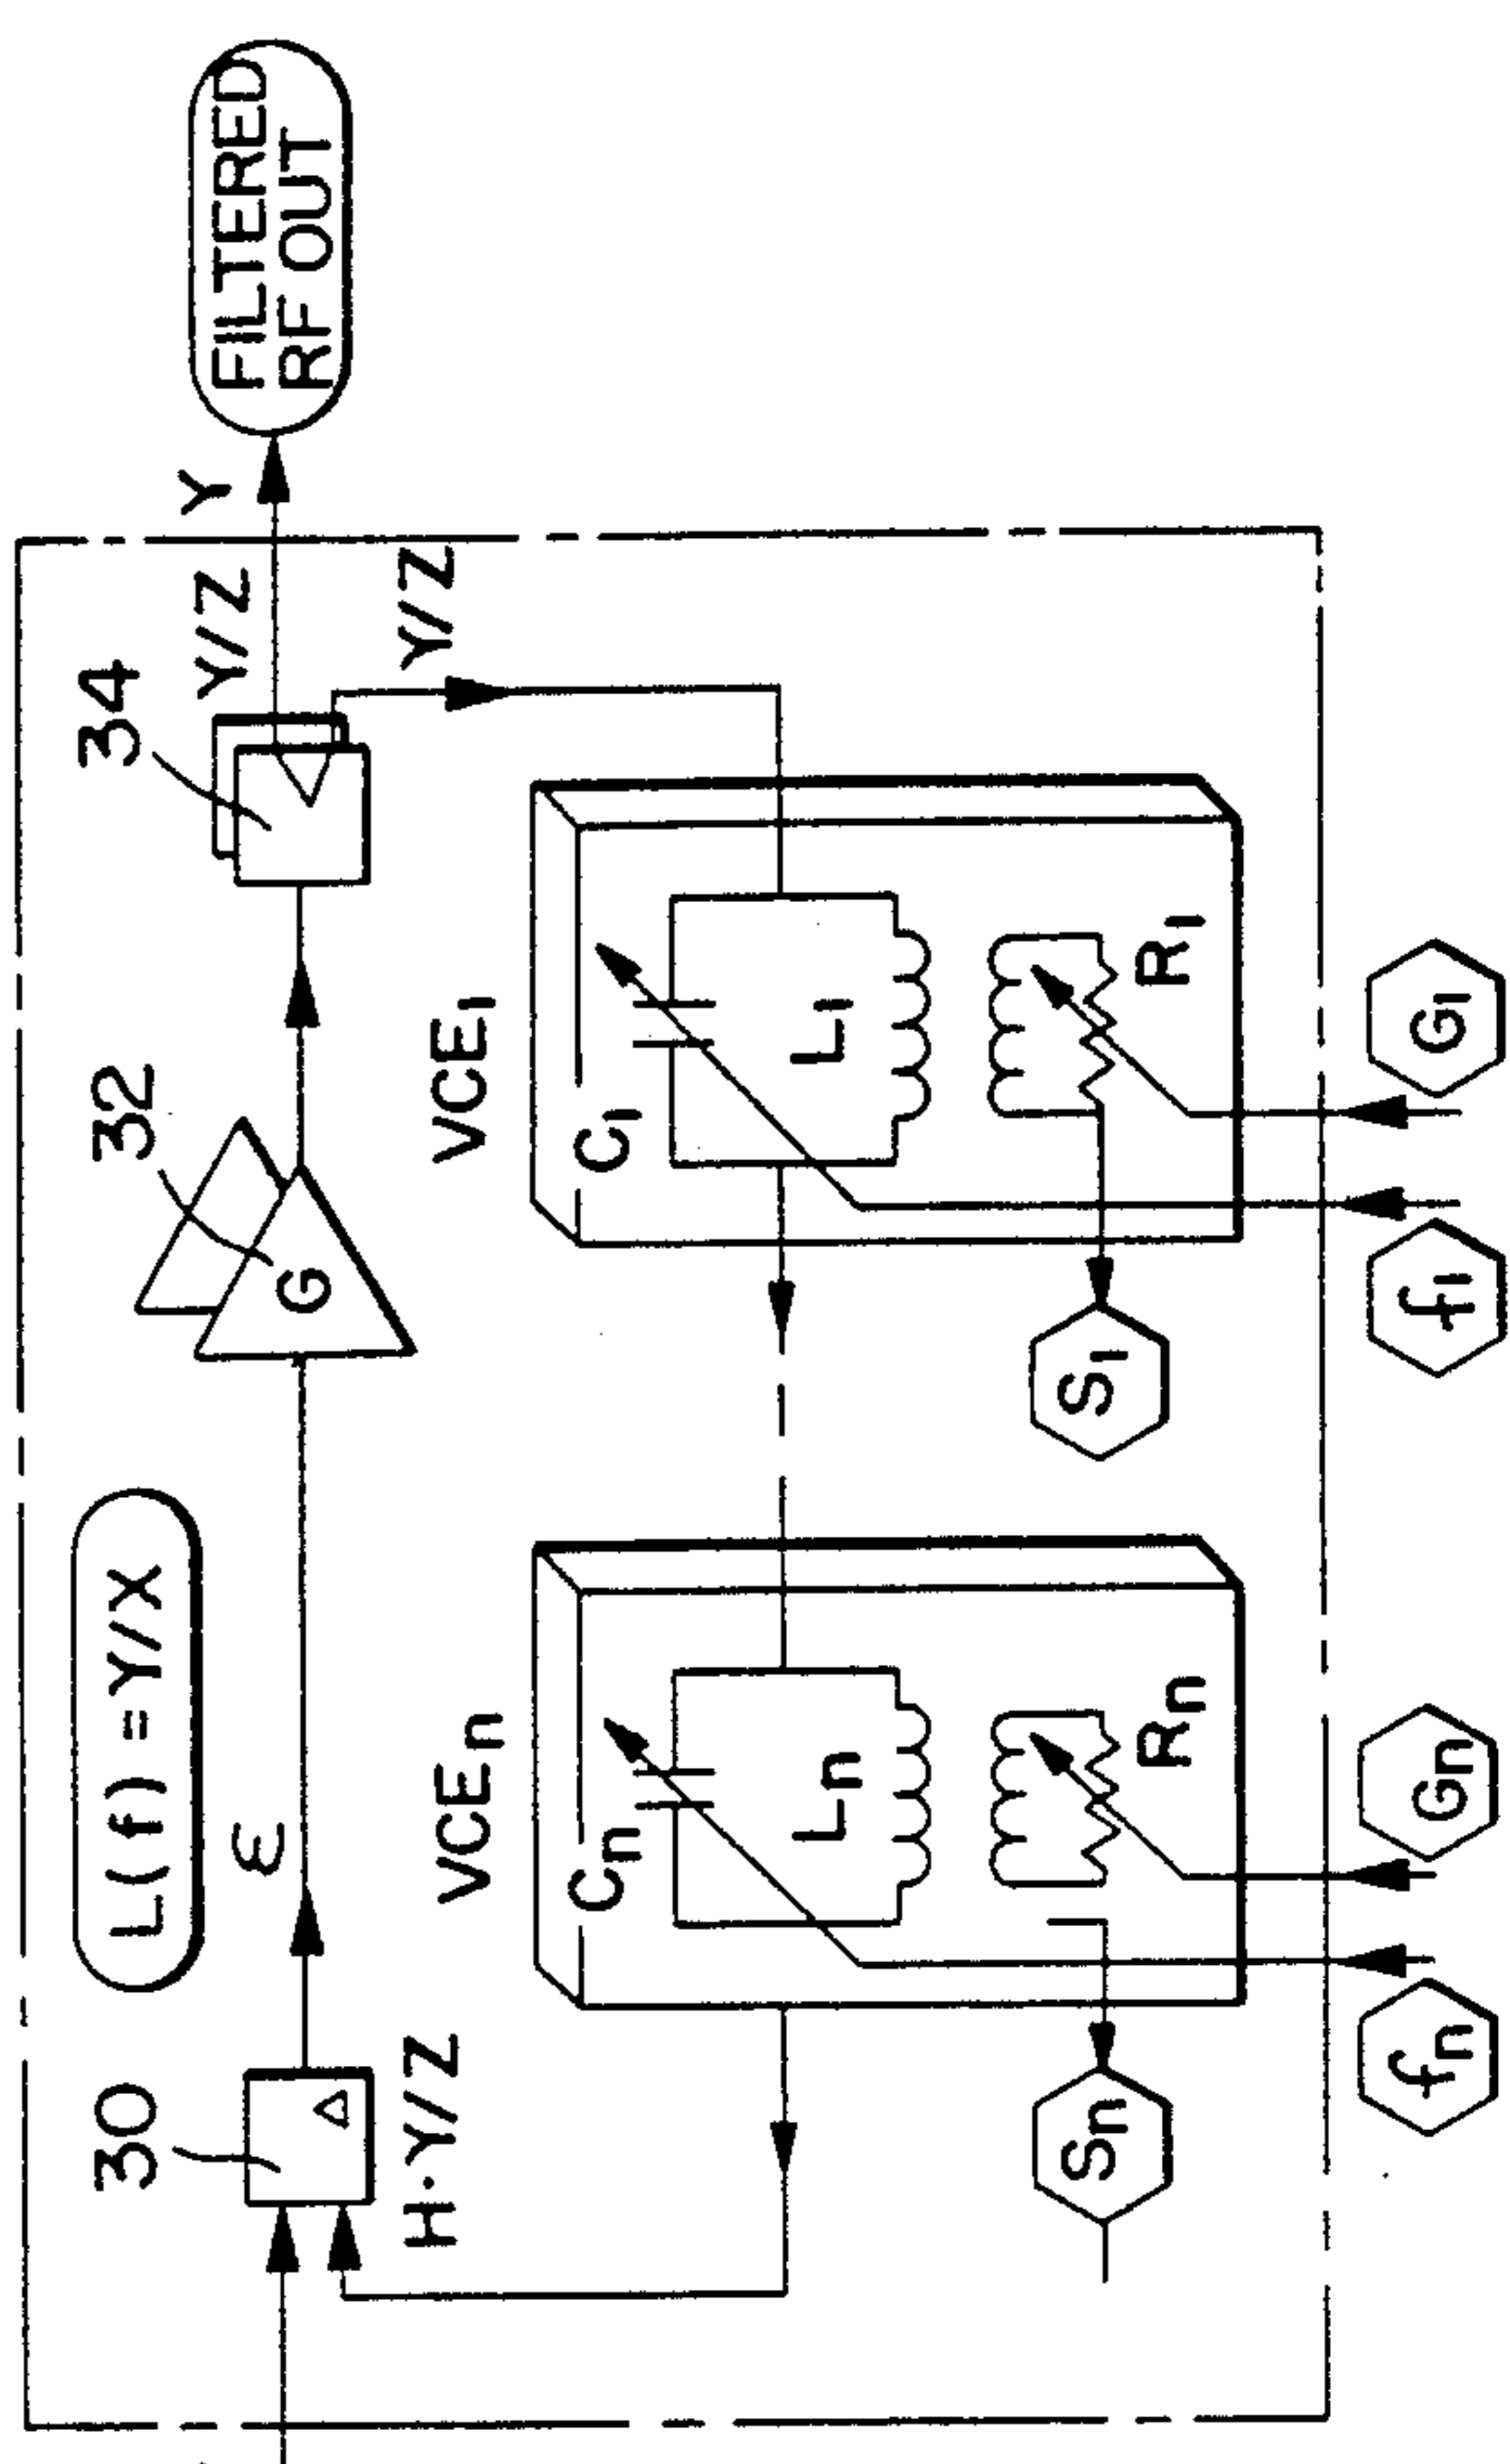 L(f) = Y/X
30
ε
32
G
34
Y/Z
Y
FILTERED
RF OUT
H·Y/Z
VCEn
VCE1
Y/Z
Cn
Ln
Rn
C1
L1
R1
Sn
S1
fn
Gn
f1
G1